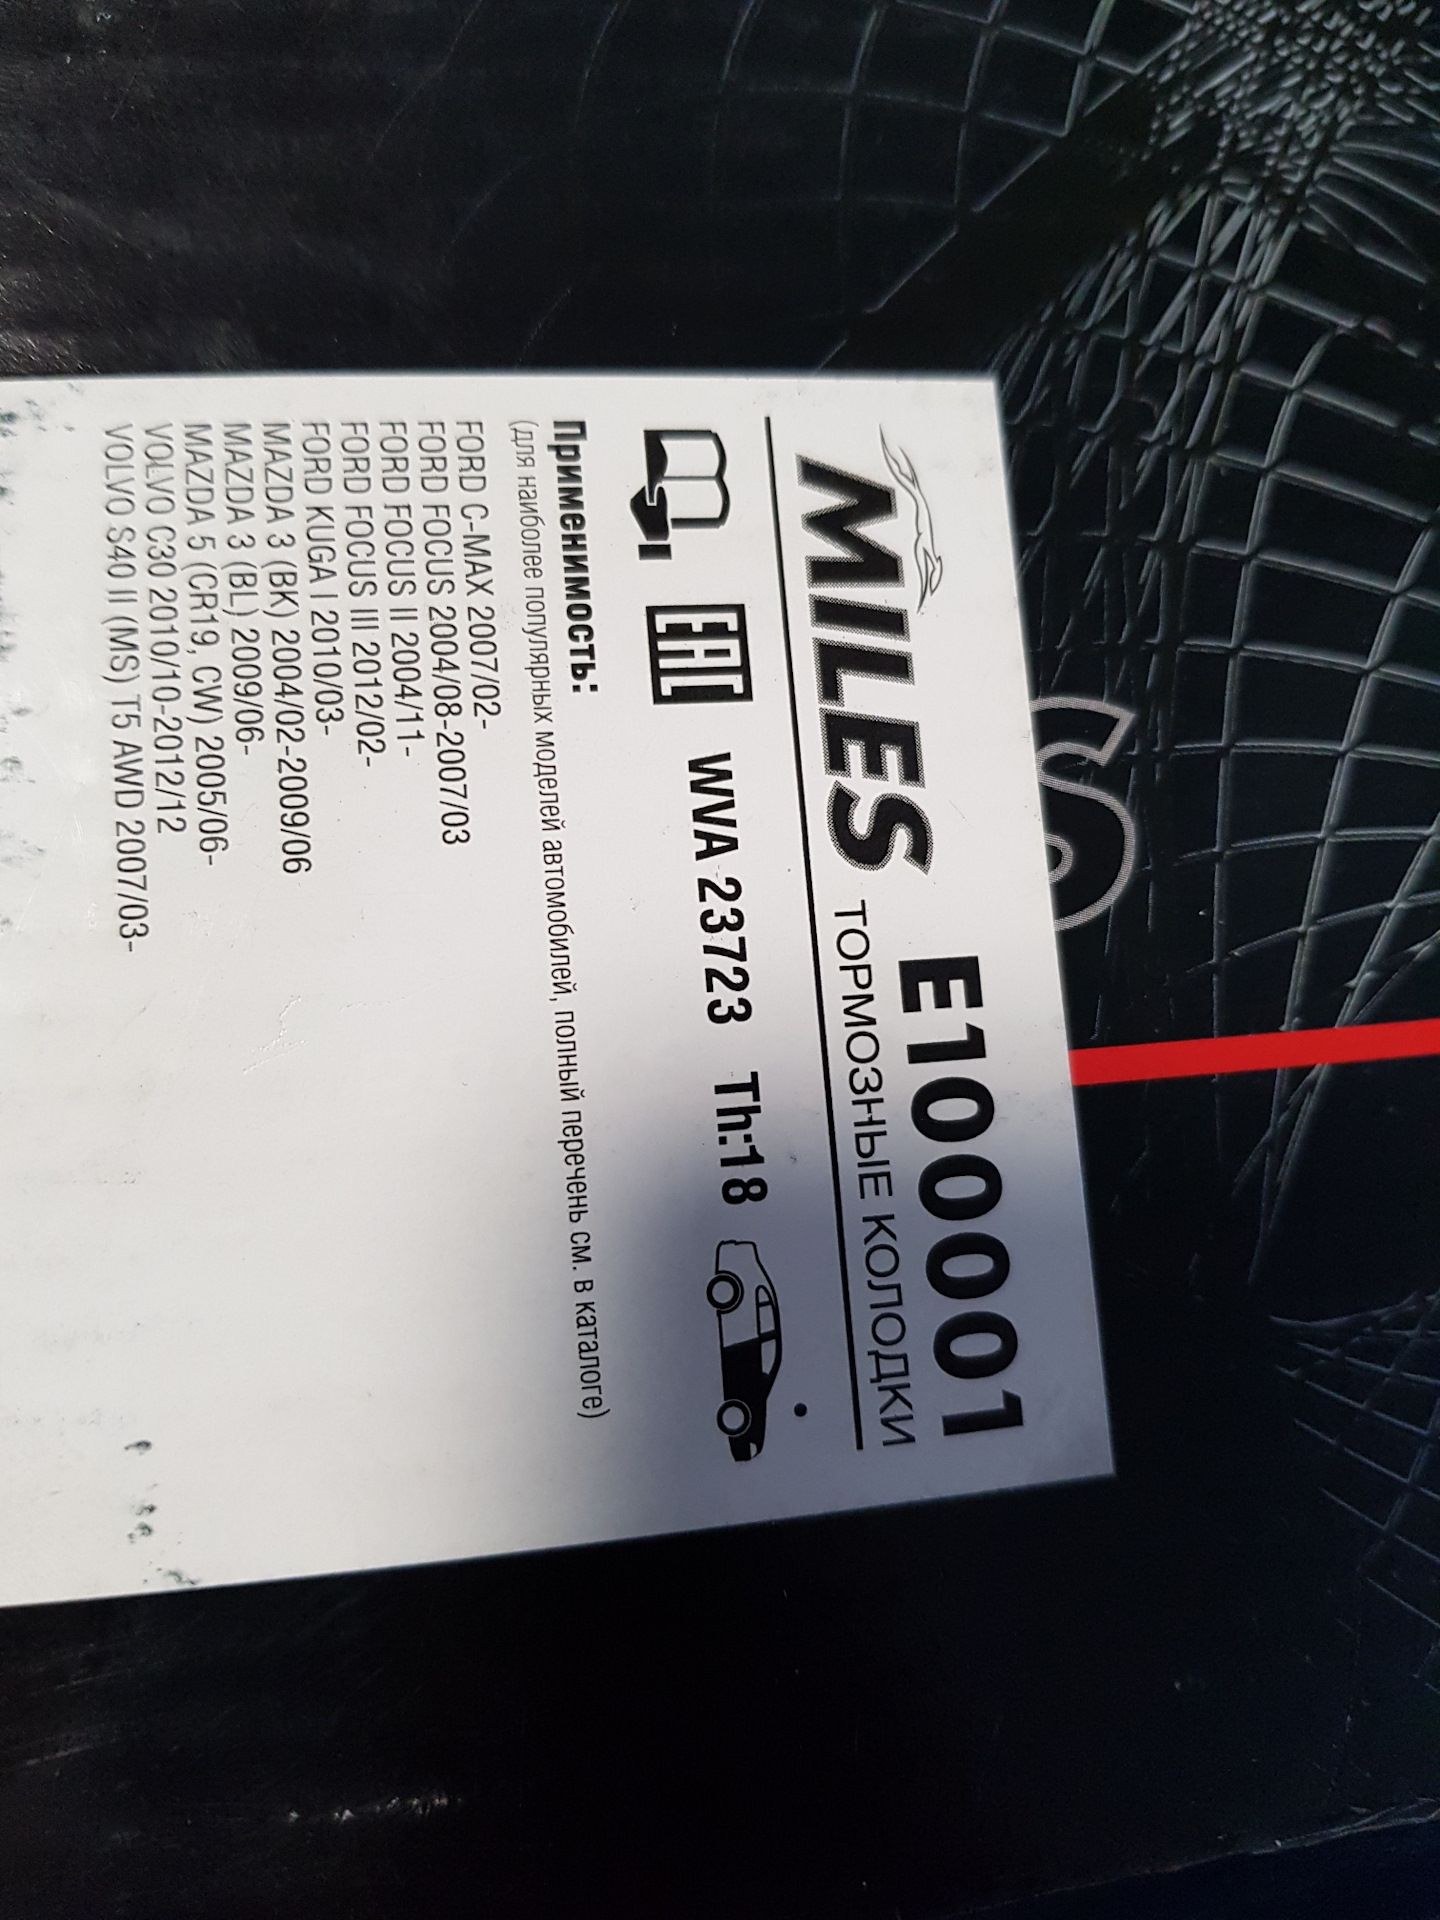 S
MILES E100001
ТОРМОЗНЫЕ КОЛОДКИ
EAC WVA 23723 Th:18
Применимость:
(для наиболее популярных моделей автомобилей, полный перечень см. в каталоге)
FORD C-MAX 2007/02-
FORD FOCUS 2004/08-2007/03
FORD FOCUS II 2004/11-
FORD FOCUS III 2012/02-
FORD KUGA I 2010/03-
MAZDA 3 (BK) 2004/02-2009/06
MAZDA 3 (BL) 2009/06-
MAZDA 5 (CR19, CW) 2005/06-
VOLVO C30 2010/10-2012/12
VOLVO S40 II (MS) T5 AWD 2007/03-